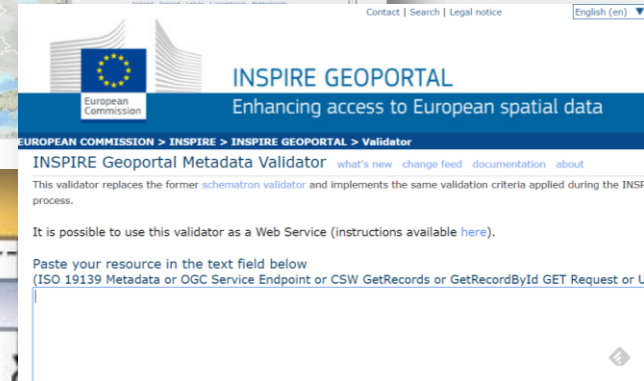 Contact | Search | Legal notice
English (en) ▼
European
Commission
INSPIRE GEOPORTAL
Enhancing access to European spatial data
EUROPEAN COMMISSION > INSPIRE > INSPIRE GEOPORTAL > Validator
INSPIRE Geoportal Metadata Validator what's new change feed documentation about
This validator replaces the former schematron validator and implements the same validation criteria applied during the INSP
process.
It is possible to use this validator as a Web Service (instructions available here).
Paste your resource in the text field below
(ISO 19139 Metadata or OGC Service Endpoint or CSW GetRecords or GetRecordById GET Request or U